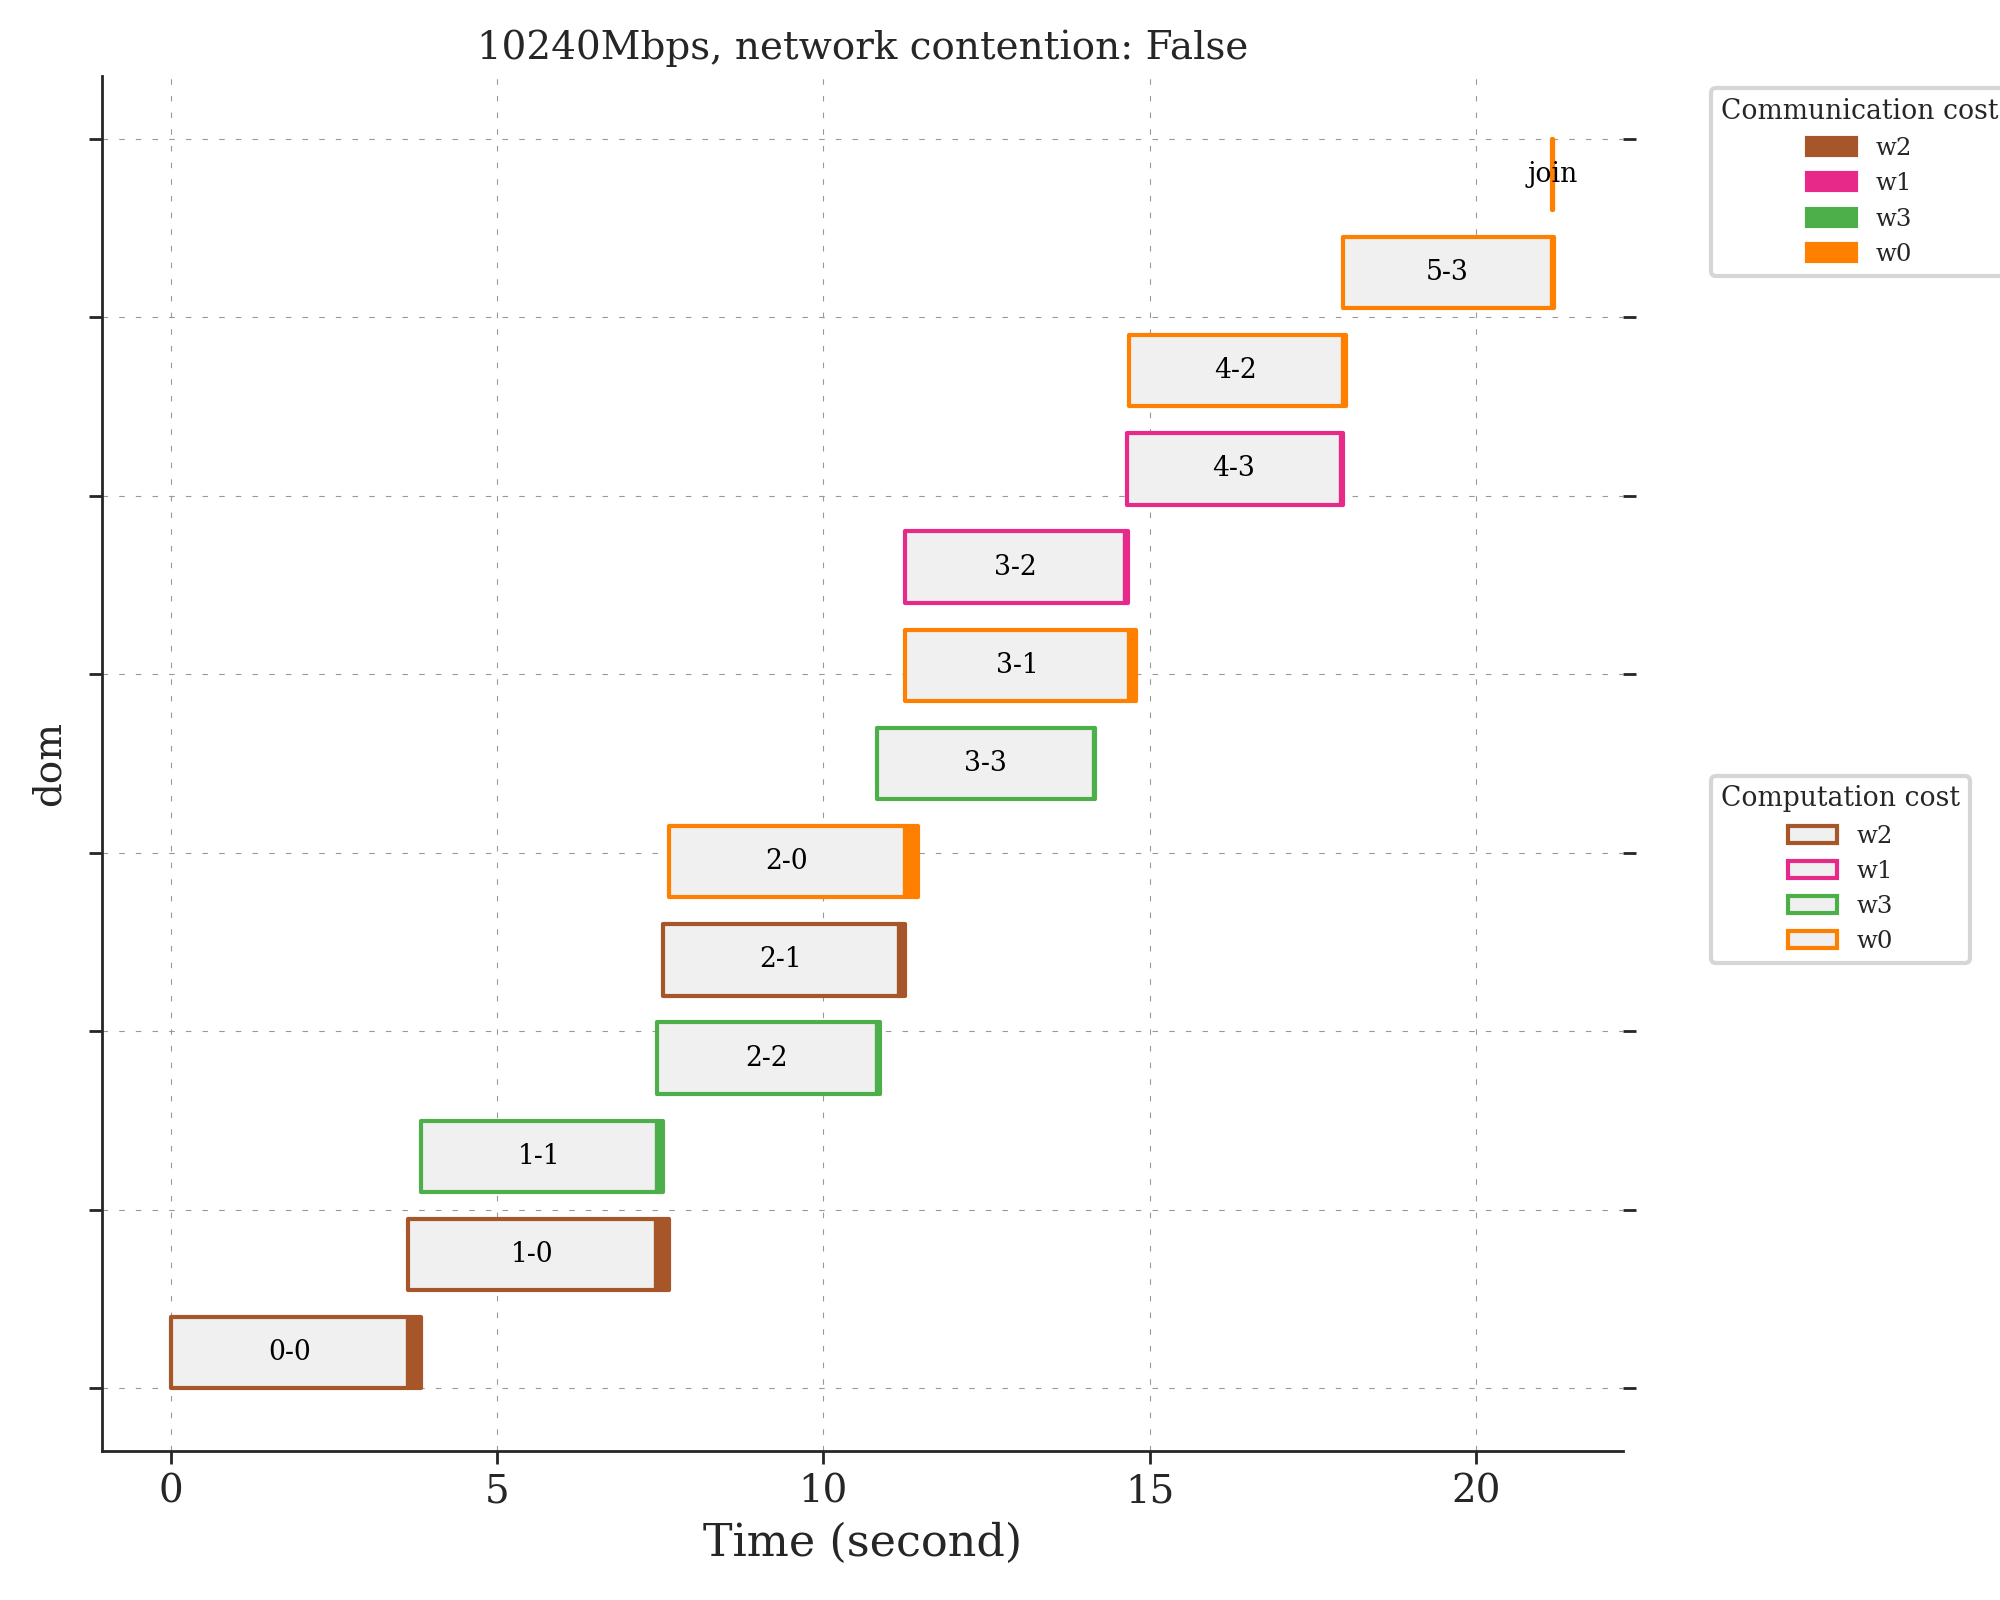 10240Mbps, network contention: False
Communication cost
w2
w1
w3
w0
join
5-3
4-2
4-3
3-2
3-1
3-3
2-0
2-1
2-2
1-1
1-0
0-0
dom
Computation cost
w2
w1
w3
w0
0 5 10 15 20
Time (second)